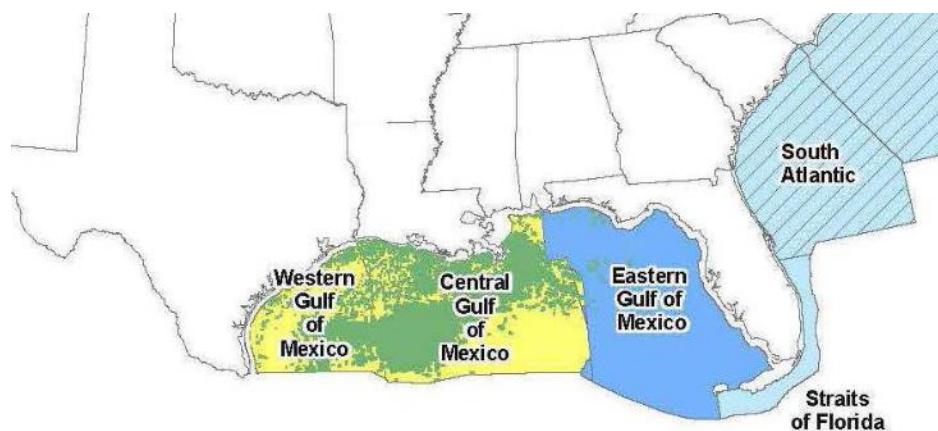 South
Atlantic
Western
Gulf
of
Mexico
Central
Gulf
of
Mexico
Eastern
Gulf of
Mexico
Straits
of Florida